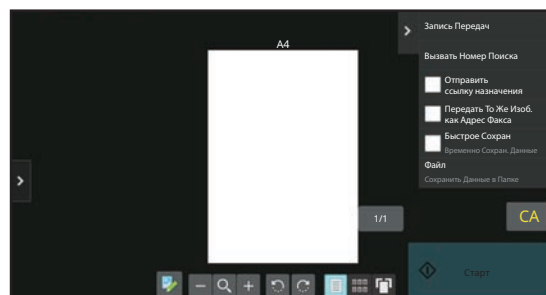 A4
Запись Передач
Вызвать Номер Поиска
Отправить
ссылку назначения
Передать То Же Изоб.
как Адрес Факса
Быстрое Сохран
Временно Сохран. Данные
Файл
Сохранить Данные в Папке
1/1
CA
Старт